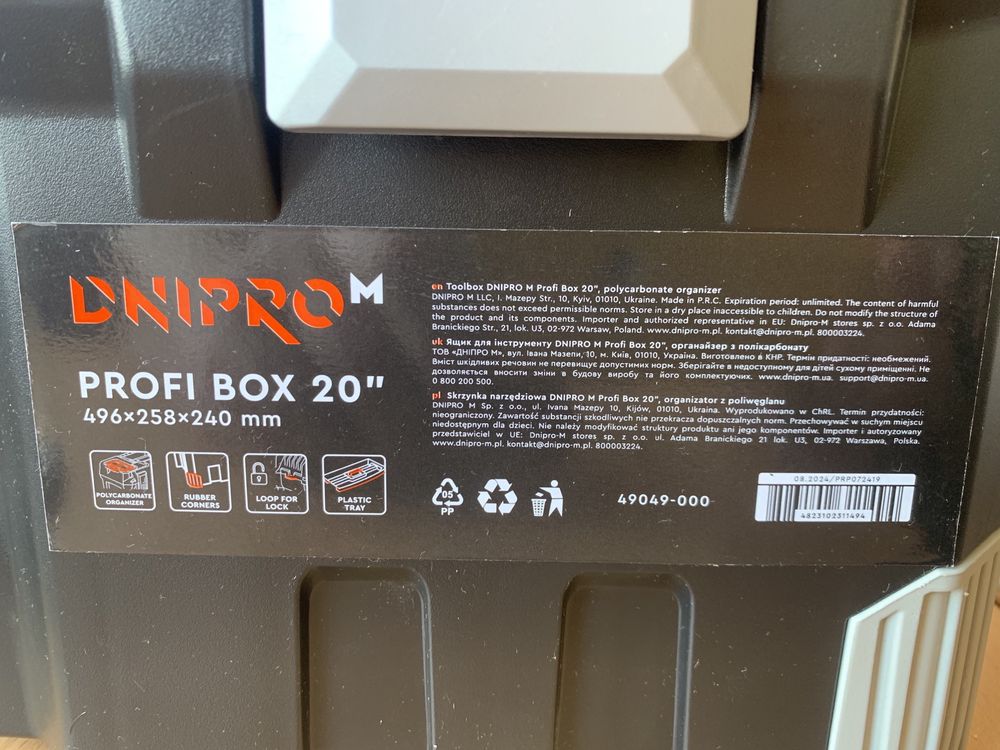 DNIPRO M
PROFI BOX 20"
496×258×240 mm
POLYCARBONATE
ORGANIZER
RUBBER
CORNERS
LOOP FOR
LOCK
PLASTIC
TRAY
en Toolbox DNIPRO M Profi Box 20", polycarbonate organizer
DNIPRO M LLC, I. Mazepy Str., 10, Kyiv, 01010, Ukraine. Made in P.R.C. Expiration period: unlimited. The content of harmful
substances does not exceed permissible norms. Store in a dry place inaccessible to children. Do not modify the structure of
the product and its components. Importer and authorized representative in EU: Dnipro-M stores sp. z o.o. Adama
Branickiego Str., 21, lok. U3, 02-972 Warsaw, Poland. www.dnipro-m.pl. kontakt@dnipro-m.pl. 800003224.
uk Ящик для інструменту DNIPRO M Profi Box 20", органайзер з полікарбонату
ТОВ «ДНІПРО М», вул. Івана Мазепи, 10, м. Київ, 01010, Україна. Виготовлено в КНР. Термін придатності: необмежений.
Вміст шкідливих речовин не перевищує допустимих норм. Зберігайте в недоступному для дітей сухому приміщенні. Не
дозволяється вносити зміни в будову виробу та його комплектуючих. www.dnipro-m.ua. support@dnipro-m.ua.
0 800 200 500.
pl Skrzynka narzędziowa DNIPRO M Profi Box 20", organizator z poliwęglanu
DNIPRO M Sp. z o.o., ul. Ivana Mazepy 10, Kijów, 01010, Ukraina. Wyprodukowano w ChRL. Termin przydatności:
nieograniczony. Zawartość substancji szkodliwych nie przekracza dopuszczalnych norm. Przechowywać w suchym miejscu
niedostępnym dla dzieci. Nie należy modyfikować struktury produktu ani jego komponentów. Importer i autoryzowany
przedstawiciel w UE: Dnipro-M stores sp. z o.o. ul. Adama Branickiego 21 lok. U3, 02-972 Warszawa, Polska.
www.dnipro-m.pl. kontakt@dnipro-m.pl. 800003224.
05
PP
49049-000
08.2024/PRP072419
4823102311494